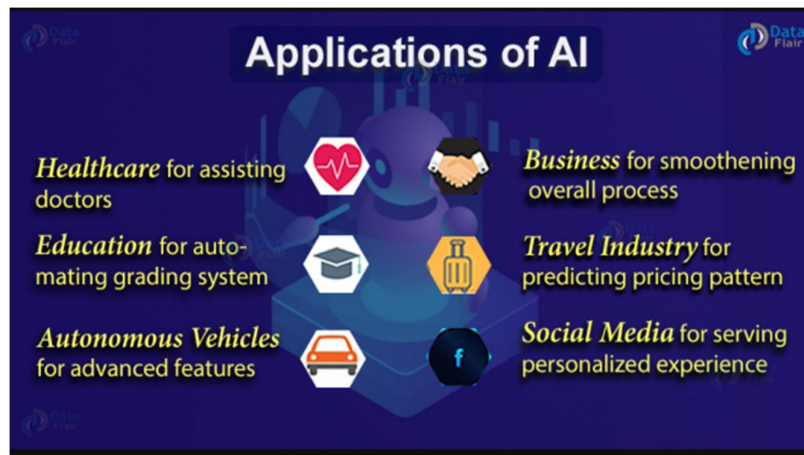 Data
Flair
Applications of AI
Data
Flair
Healthcare for assisting
doctors
Education for auto-
mating grading system
Autonomous Vehicles
for advanced features
Business for smoothening
overall process
Travel Industry for
predicting pricing pattern
f
Social Media for serving
personalized experience
Data
Flair